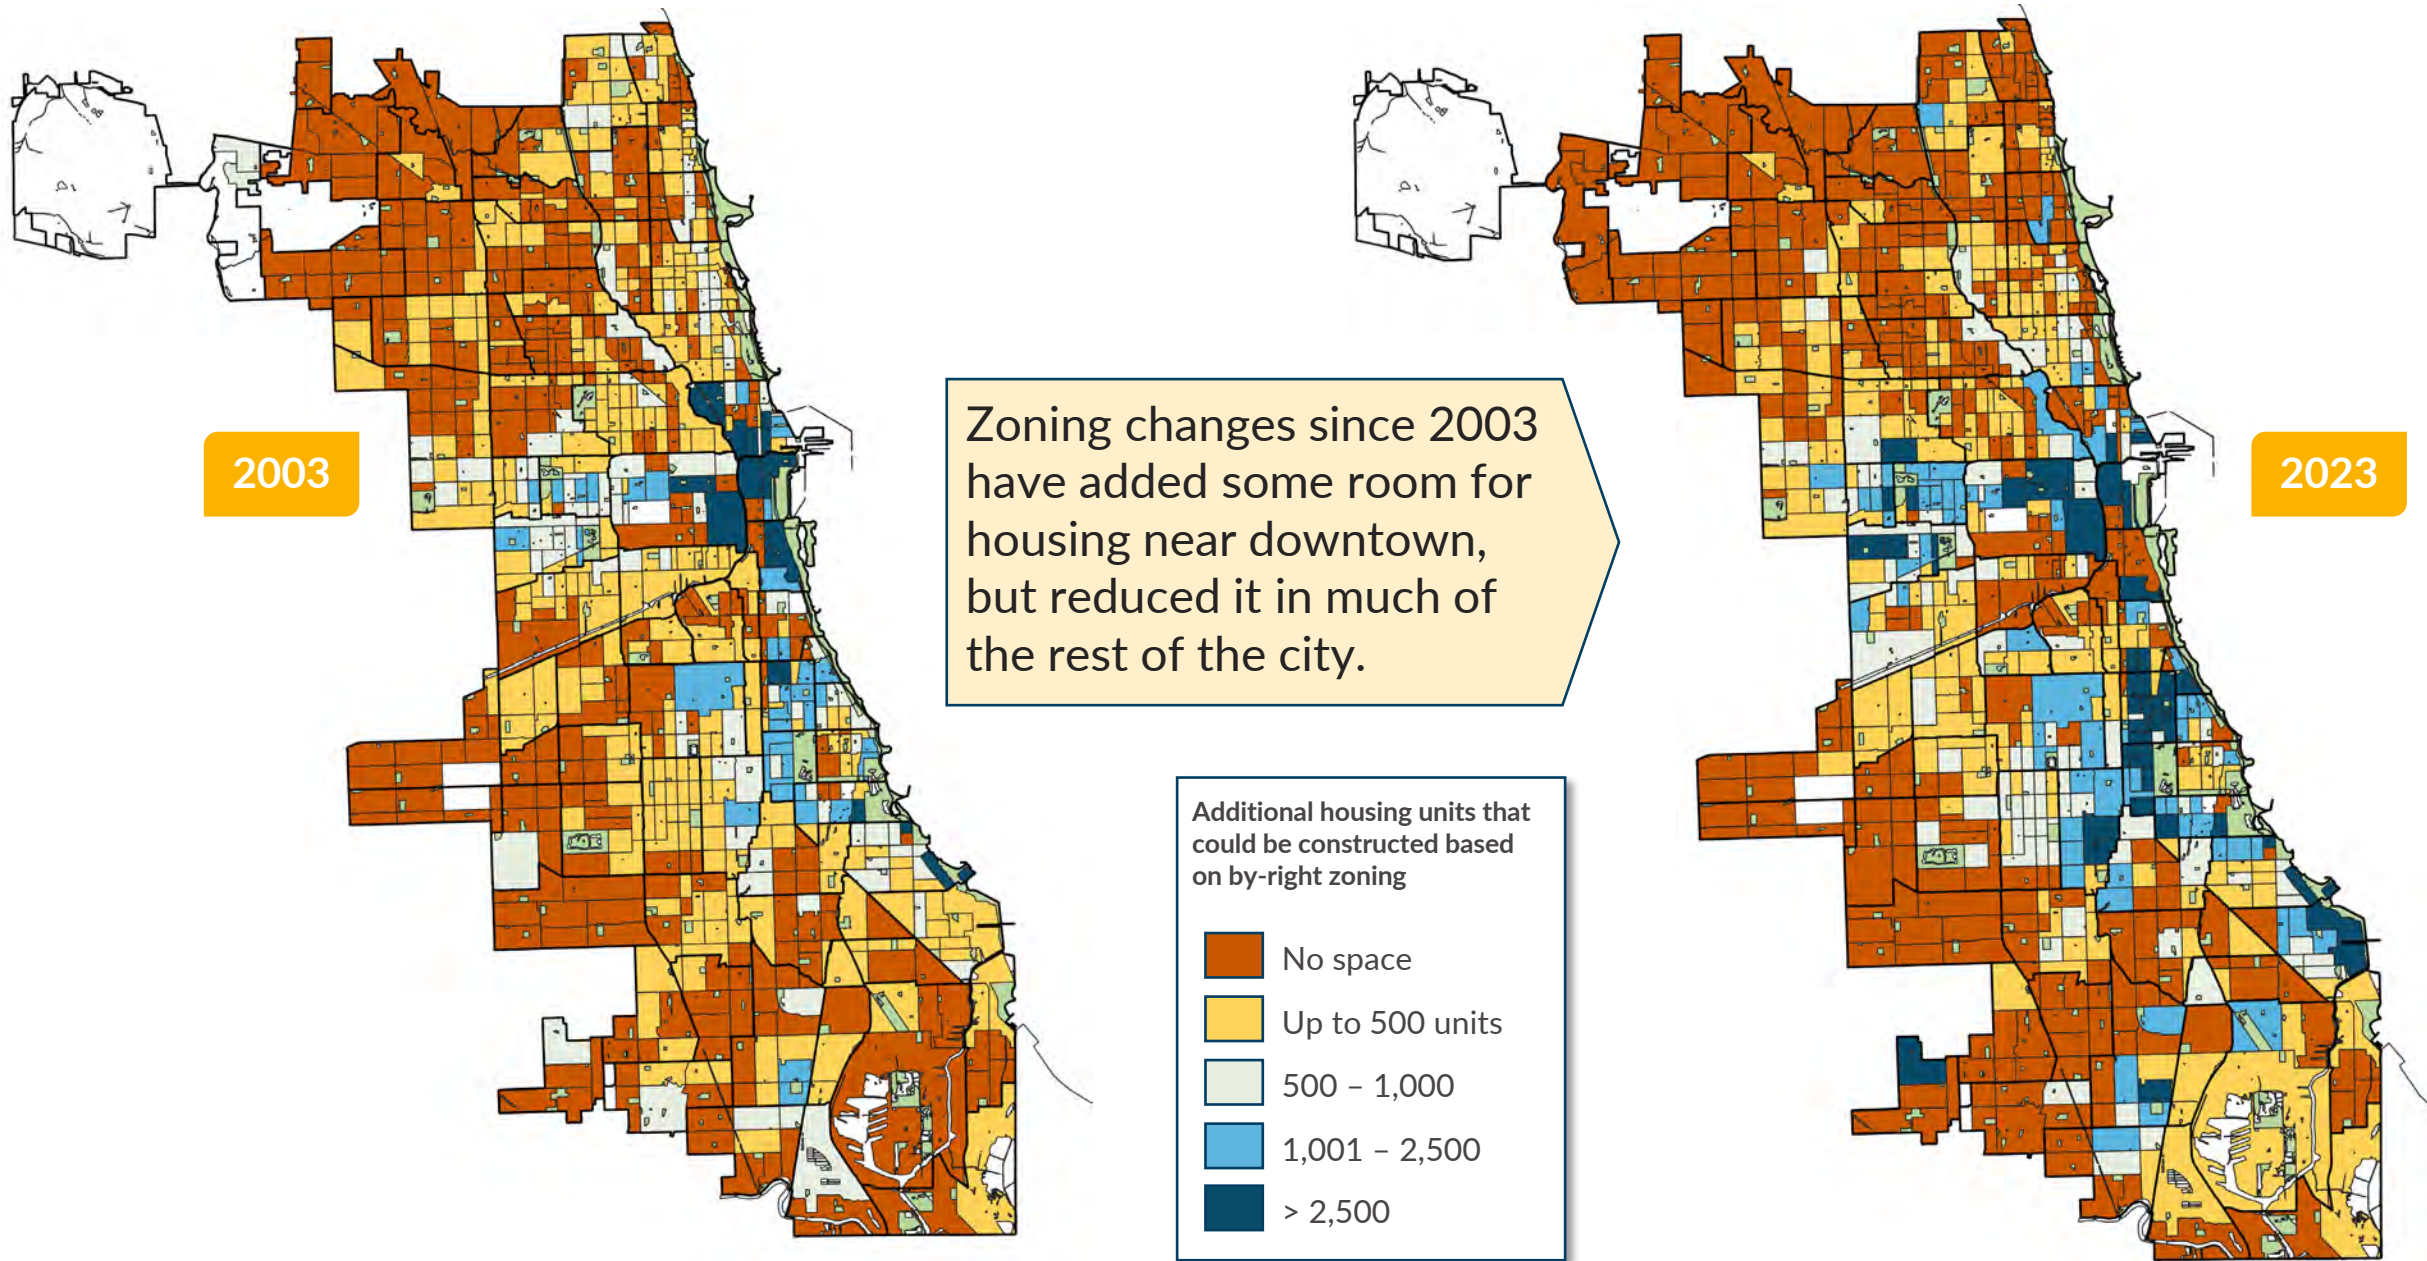 2003
Zoning changes since 2003
have added some room for
housing near downtown,
but reduced it in much of
the rest of the city.
2023
Additional housing units that
could be constructed based
on by-right zoning
No space
Up to 500 units
500 – 1,000
1,001 – 2,500
> 2,500